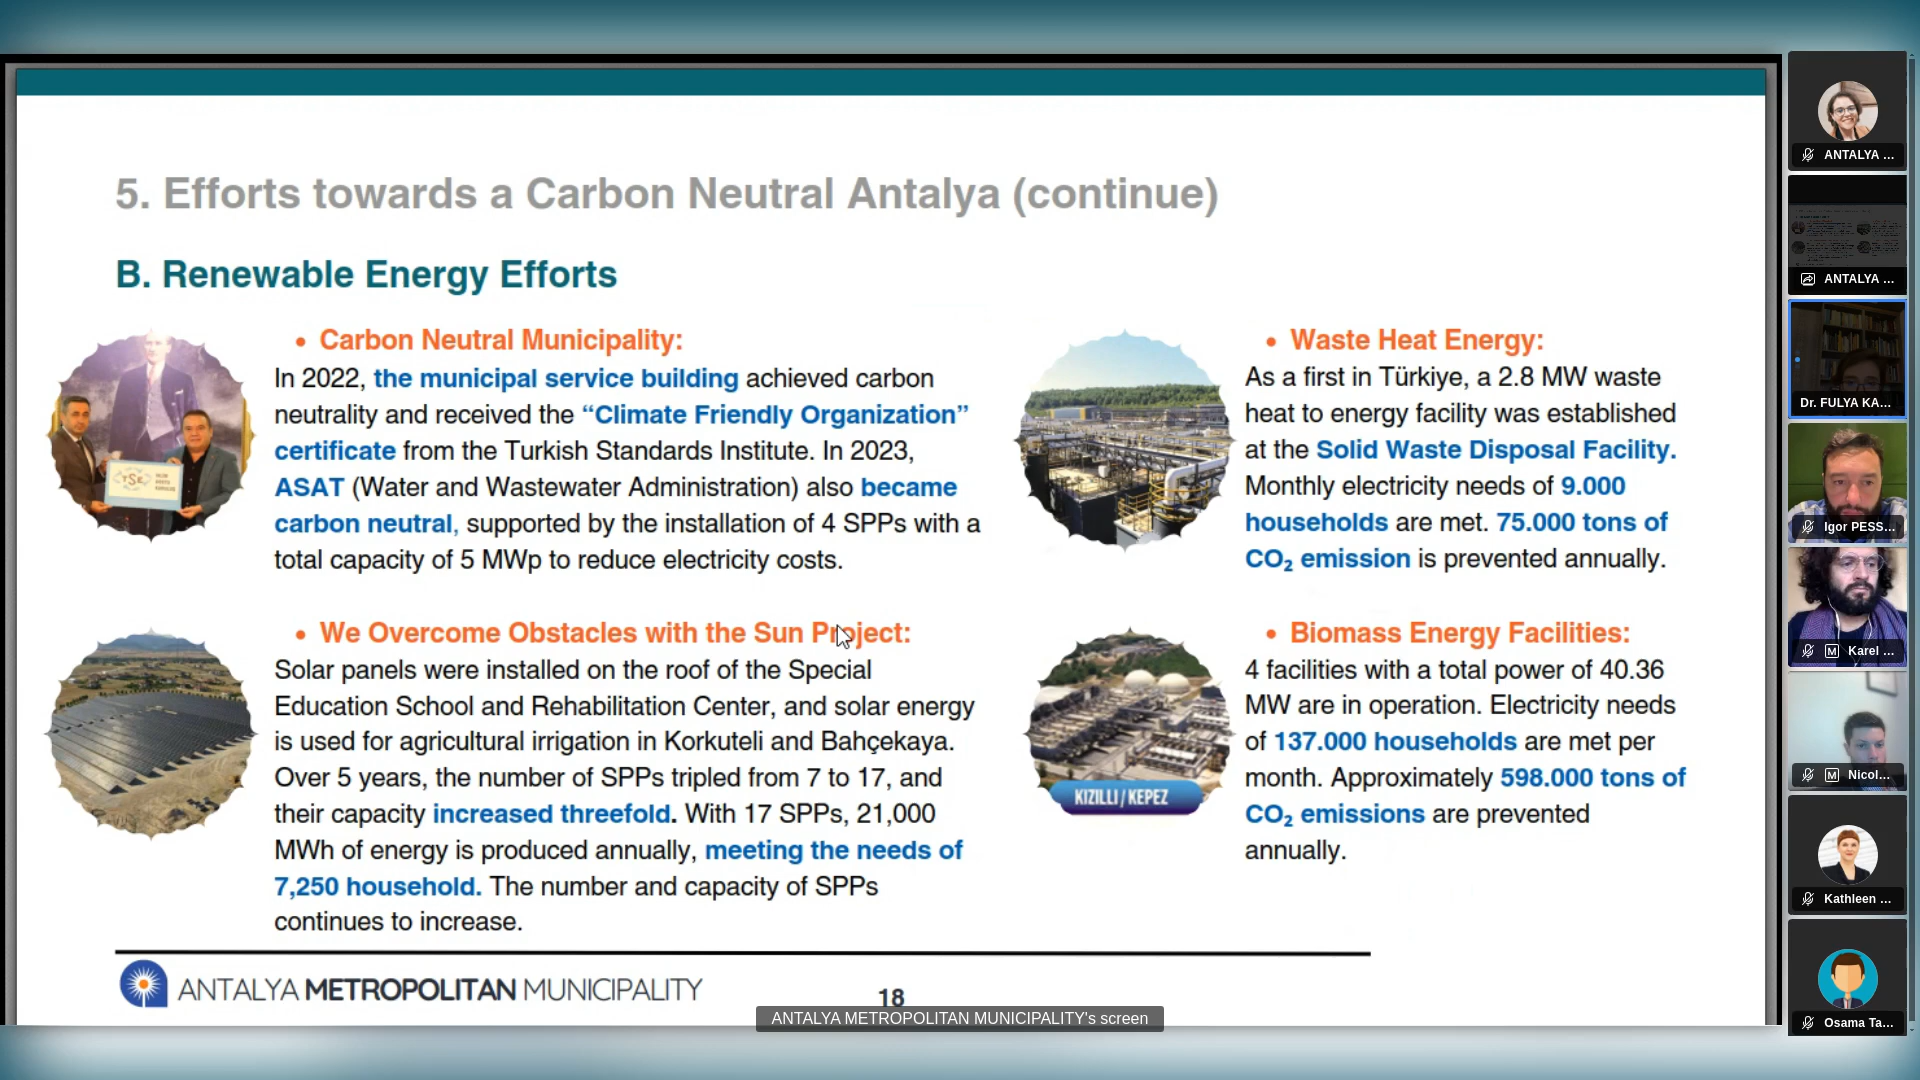 5. Efforts towards a Carbon Neutral Antalya (continue)
B. Renewable Energy Efforts
• Carbon Neutral Municipality:
In 2022, the municipal service building achieved carbon
neutrality and received the “Climate Friendly Organization”
certificate from the Turkish Standards Institute. In 2023,
ASAT (Water and Wastewater Administration) also became
carbon neutral, supported by the installation of 4 SPPs with a
total capacity of 5 MWp to reduce electricity costs.
• We Overcome Obstacles with the Sun Project:
Solar panels were installed on the roof of the Special
Education School and Rehabilitation Center, and solar energy
is used for agricultural irrigation in Korkuteli and Bahçekaya.
Over 5 years, the number of SPPs tripled from 7 to 17, and
their capacity increased threefold. With 17 SPPs, 21,000
MWh of energy is produced annually, meeting the needs of
7,250 household. The number and capacity of SPPs
continues to increase.
• Waste Heat Energy:
As a first in Türkiye, a 2.8 MW waste
heat to energy facility was established
at the Solid Waste Disposal Facility.
Monthly electricity needs of 9.000
households are met. 75.000 tons of
CO₂ emission is prevented annually.
• Biomass Energy Facilities:
4 facilities with a total power of 40.36
MW are in operation. Electricity needs
of 137.000 households are met per
month. Approximately 598.000 tons of
CO₂ emissions are prevented
annually.
KIZILLI / KEPEZ
TSE
ANTALYA METROPOLITAN MUNICIPALITY
18
ANTALYA METROPOLITAN MUNICIPALITY's screen
ANTALYA ...
ANTALYA ...
Dr. FULYA KA...
Igor PESS...
M Karel ...
M Nicol...
Kathleen ...
Osama Ta...